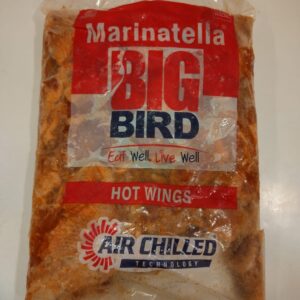 Marinatella
BIG
BIRD
Eat Well, Live Well
HOT WINGS
AIR CHILLED
TECHNOLOGY